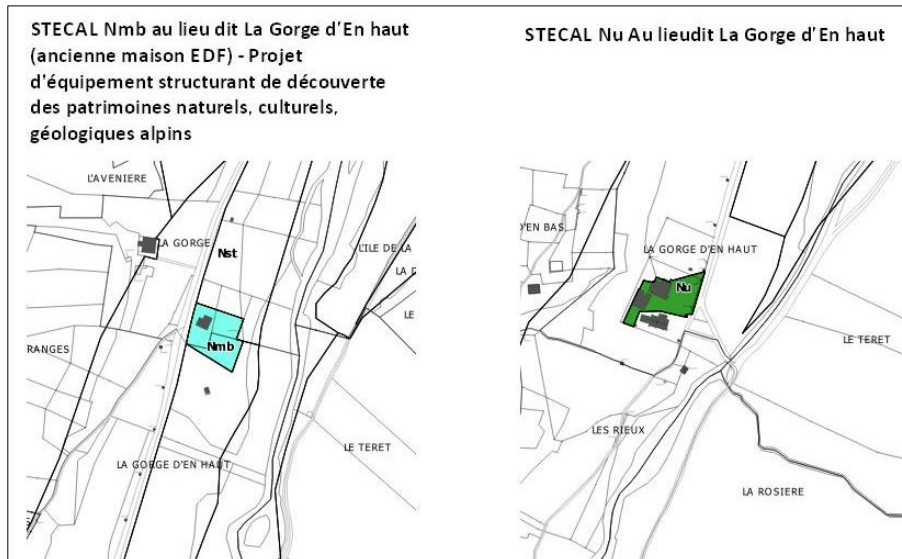 STECAL Nmb au lieu dit La Gorge d'En haut
(ancienne maison EDF) - Projet
d'équipement structurant de découverte
des patrimoines naturels, culturels,
géologiques alpins
L'AVENIERE
LA GORGE
Nst
L'ILE DE LA
LA D
LE
RANGES
Nmb
LE TERET
LA GORGE D'EN HAUT
STECAL Nu Au lieudit La Gorge d'En haut
D'EN BAS
LA GORGE D'EN HAUT
Nu
LE TERET
LES RIEUX
LA ROSIERE